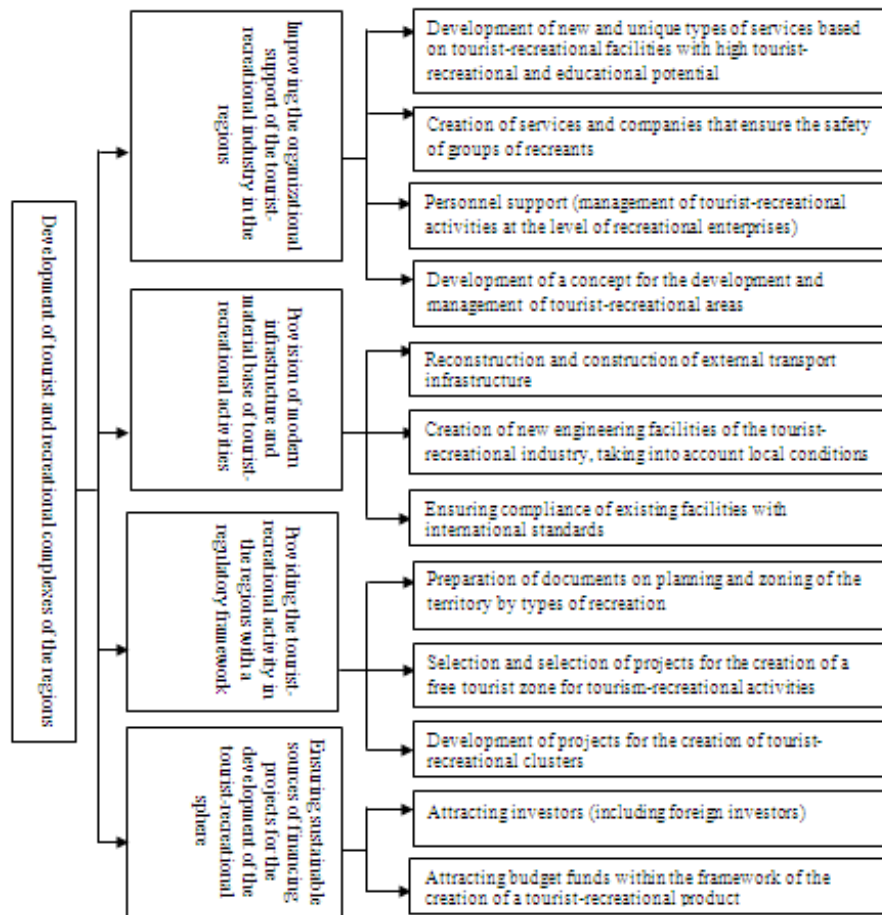 Development of tourist and recreational complexes of the regions
Improving the organizational
support of the tourist-
recreational industry in the
regions
Development of new and unique types of services based
on tourist-recreational facilities with high tourist-
recreational and educational potential
Creation of services and companies that ensure the safety
of groups of recreants
Personnel support (management of tourist-recreational
activities at the level of recreational enterprises)
Development of a concept for the development and
management of tourist-recreational areas
Provision of modern
infrastructure and
material base of tourist-
recreational activities
Reconstruction and construction of external transport
infrastructure
Creation of new engineering facilities of the tourist-
recreational industry, taking into account local conditions
Ensuring compliance of existing facilities with
international standards
Providing the tourist-
recreational activity in
the regions with a
regulatory framework
Preparation of documents on planning and zoning of the
territory by types of recreation
Selection and selection of projects for the creation of a
free tourist zone for tourism-recreational activities
Development of projects for the creation of tourist-
recreational clusters
Ensuring sustainable
sources of financing
projects for the
development of the
tourist-recreational
sphere
Attracting investors (including foreign investors)
Attracting budget funds within the framework of the
creation of a tourist-recreational product